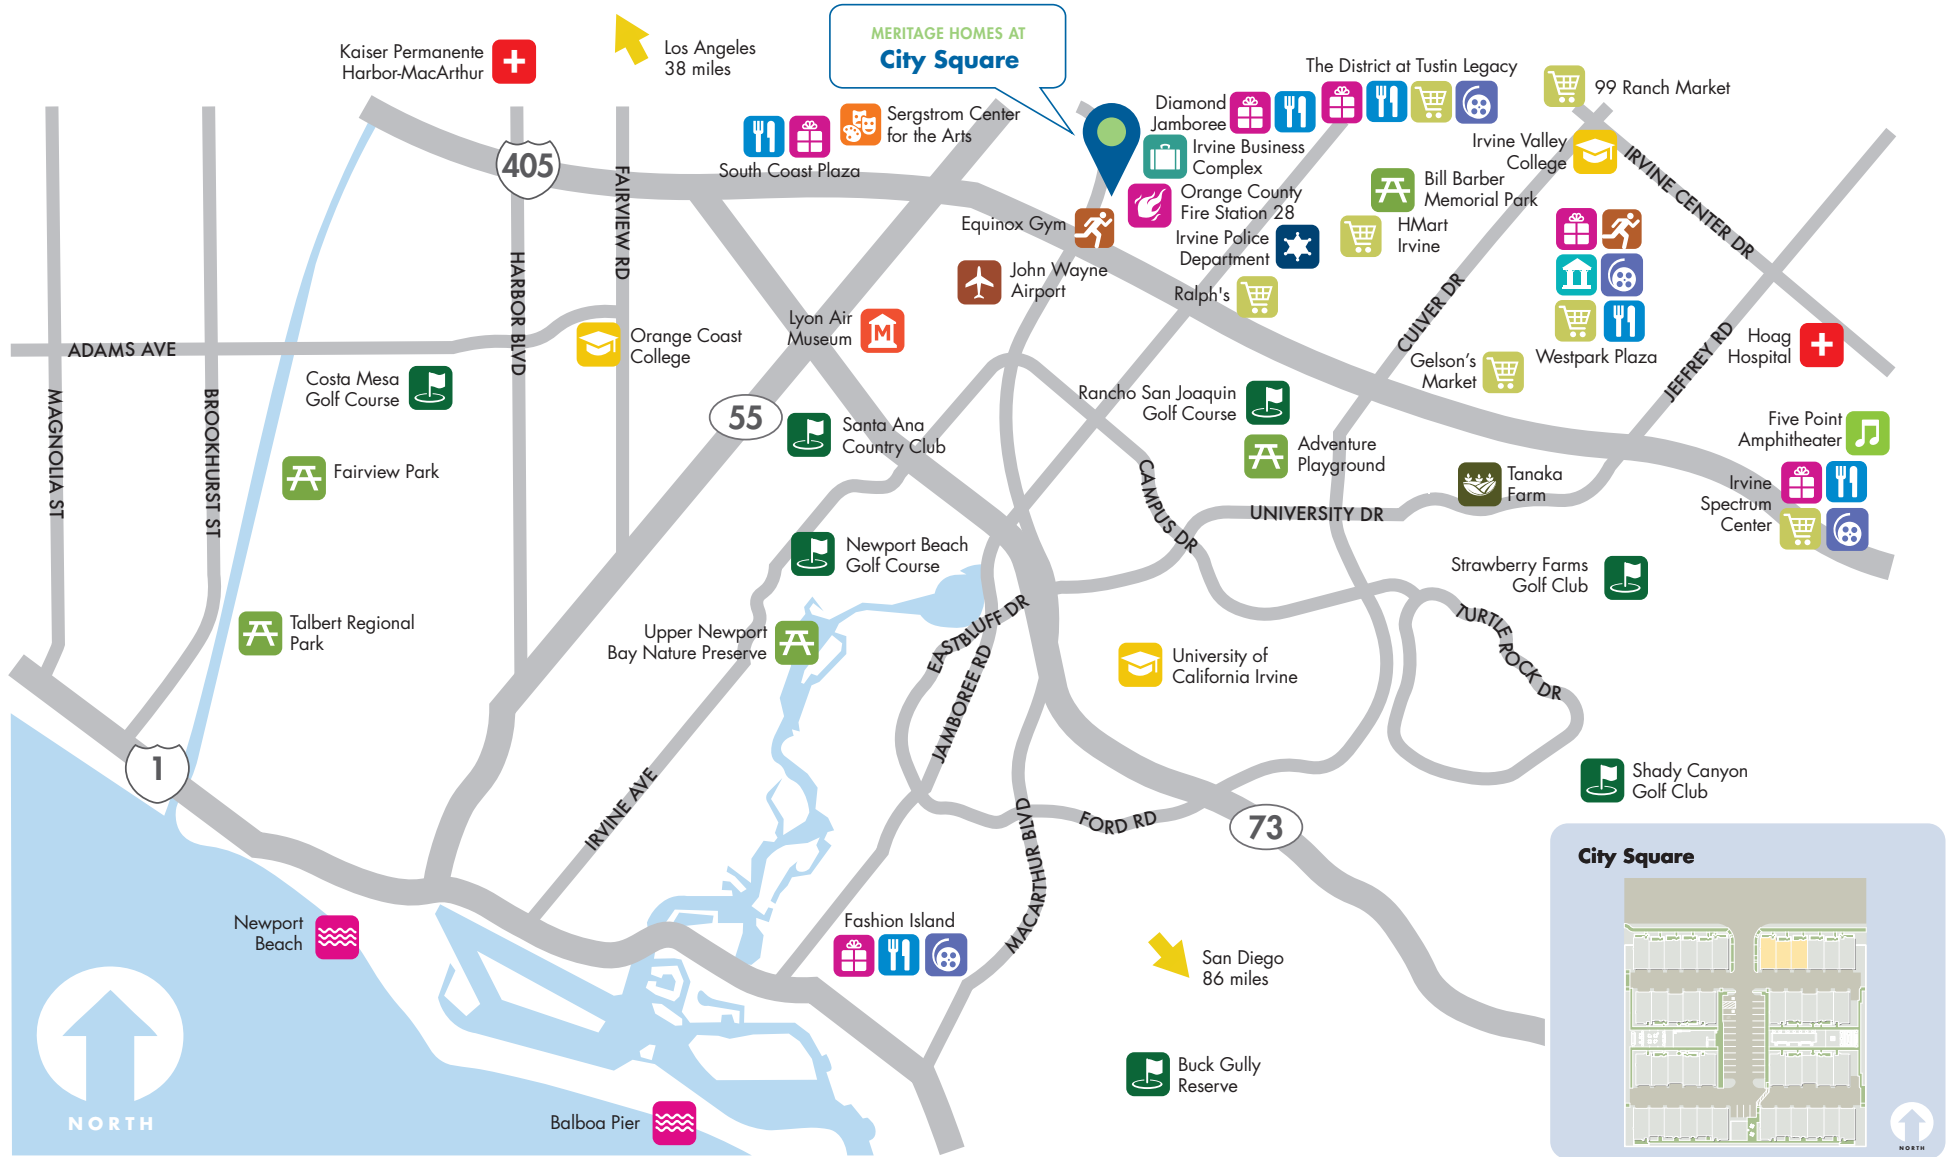 Kaiser Permanente
Harbor-MacArthur
Los Angeles
38 miles
MERITAGE HOMES AT
City Square
The District at Tustin Legacy
99 Ranch Market
Diamond
Jamboree
Sergstrom Center
for the Arts
South Coast Plaza
405
FAIRVIEW RD
Irvine Business
Complex
Irvine Valley
College
IRVINE CENTER DR
Bill Barber
Memorial Park
Orange County
Fire Station 28
Equinox Gym
Irvine Police
Department
HMart
Irvine
John Wayne
Airport
Ralph's
HARBOR BLVD
CULVER DR
Lyon Air
Museum
Orange Coast
College
ADAMS AVE
Westpark Plaza
Hoag
Hospital
JEFFREY RD
Gelson's
Market
Costa Mesa
Golf Course
MAGNOLIA ST
BROOKHURST ST
55
Rancho San Joaquin
Golf Course
Santa Ana
Country Club
Five Point
Amphitheater
Adventure
Playground
Fairview Park
CAMPUS DR
Tanaka
Farm
Irvine
Spectrum
Center
UNIVERSITY DR
Newport Beach
Golf Course
Strawberry Farms
Golf Club
Talbert Regional
Park
Upper Newport
Bay Nature Preserve
EASTBLUFF DR
JAMBOREE RD
University of
California Irvine
TURTLE ROCK DR
1
IRVINE AVE
MACARTHUR BLVD
FORD RD
73
Shady Canyon
Golf Club
City Square
Newport
Beach
Fashion Island
San Diego
86 miles
Buck Gully
Reserve
NORTH
Balboa Pier
M
NORTH